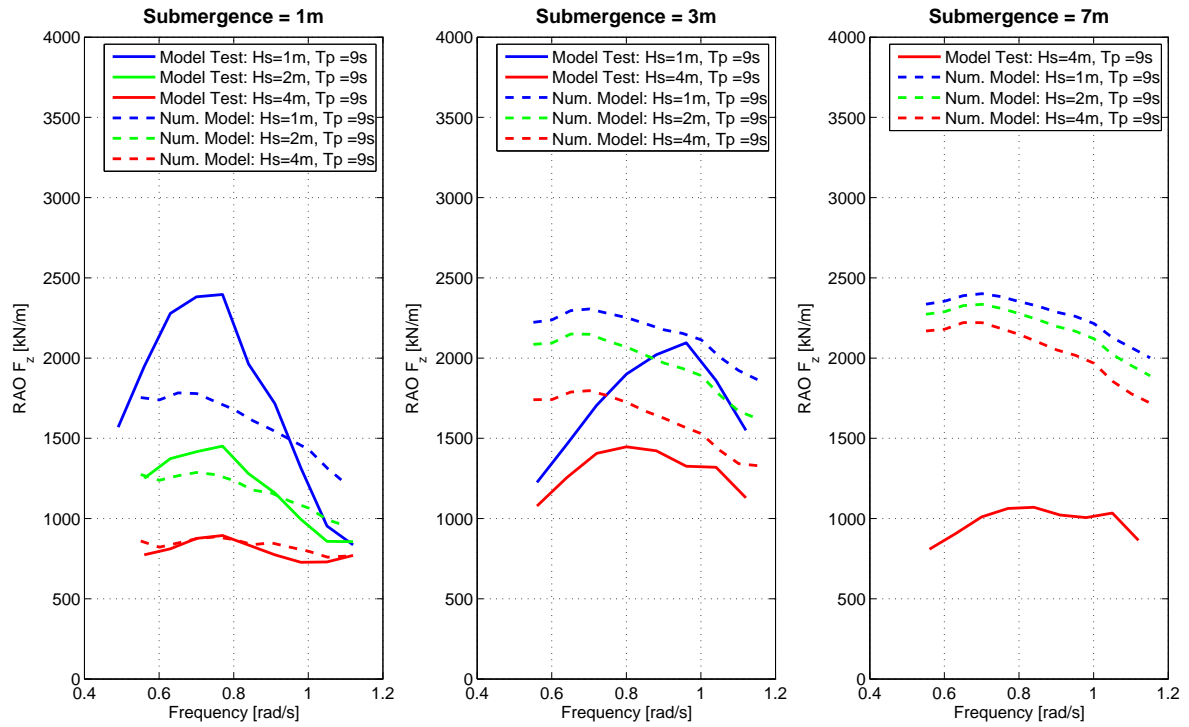 Submergence = 1m
4000
3500
3000
2500
2000
1500
1000
500
0
RAO F_z [kN/m]
0.4 0.6 0.8 1 1.2
Frequency [rad/s]
Model Test: Hs=1m, Tp =9s
Model Test: Hs=2m, Tp =9s
Model Test: Hs=4m, Tp =9s
Num. Model: Hs=1m, Tp =9s
Num. Model: Hs=2m, Tp =9s
Num. Model: Hs=4m, Tp =9s
Submergence = 3m
4000
3500
3000
2500
2000
1500
1000
500
0
RAO F_z [kN/m]
0.4 0.6 0.8 1 1.2
Frequency [rad/s]
Model Test: Hs=1m, Tp =9s
Model Test: Hs=4m, Tp =9s
Num. Model: Hs=1m, Tp =9s
Num. Model: Hs=2m, Tp =9s
Num. Model: Hs=4m, Tp =9s
Submergence = 7m
4000
3500
3000
2500
2000
1500
1000
500
0
RAO F_z [kN/m]
0.4 0.6 0.8 1 1.2
Frequency [rad/s]
Model Test: Hs=4m, Tp =9s
Num. Model: Hs=1m, Tp =9s
Num. Model: Hs=2m, Tp =9s
Num. Model: Hs=4m, Tp =9s